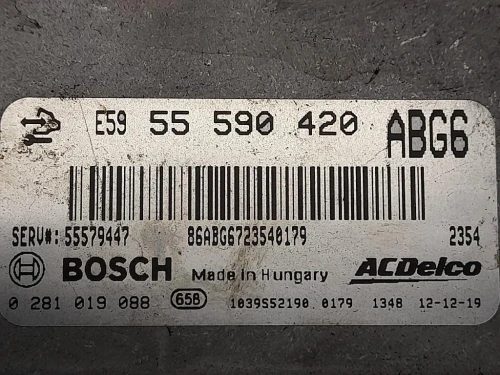 E59 55 590 420 ABG6
SERV#: 55579447 86ABG6723540179 2354
BOSCH Made in Hungary ACDelco
0 281 019 088 658 1039S52190 0179 1348 12-12-19